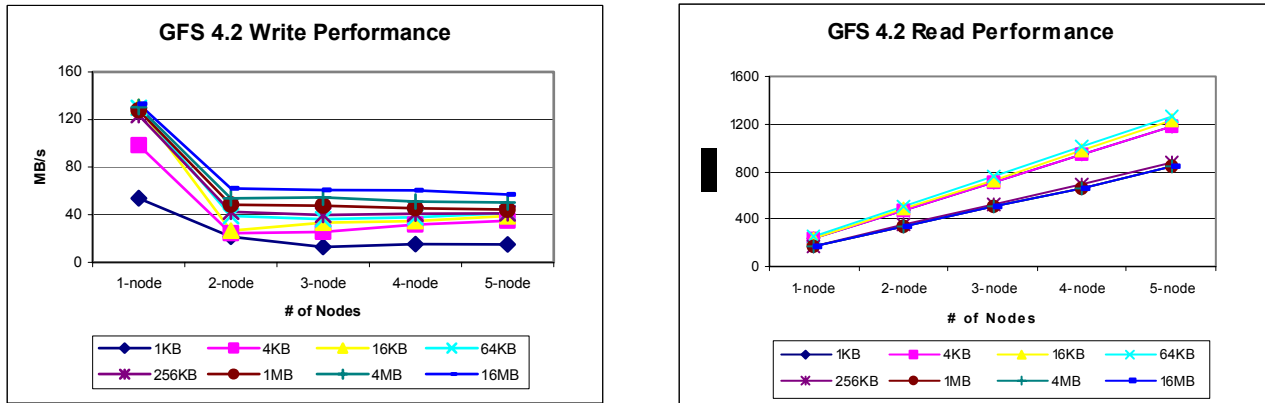 GFS 4.2 Write Performance
160
120
80
40
0
MB/s
1-node 2-node 3-node 4-node 5-node
# of Nodes
1KB 4KB 16KB 64KB
256KB 1MB 4MB 16MB
GFS 4.2 Read Performance
1600
1200
800
400
0
1-node 2-node 3-node 4-node 5-node
# of Nodes
1KB 4KB 16KB 64KB
256KB 1MB 4MB 16MB